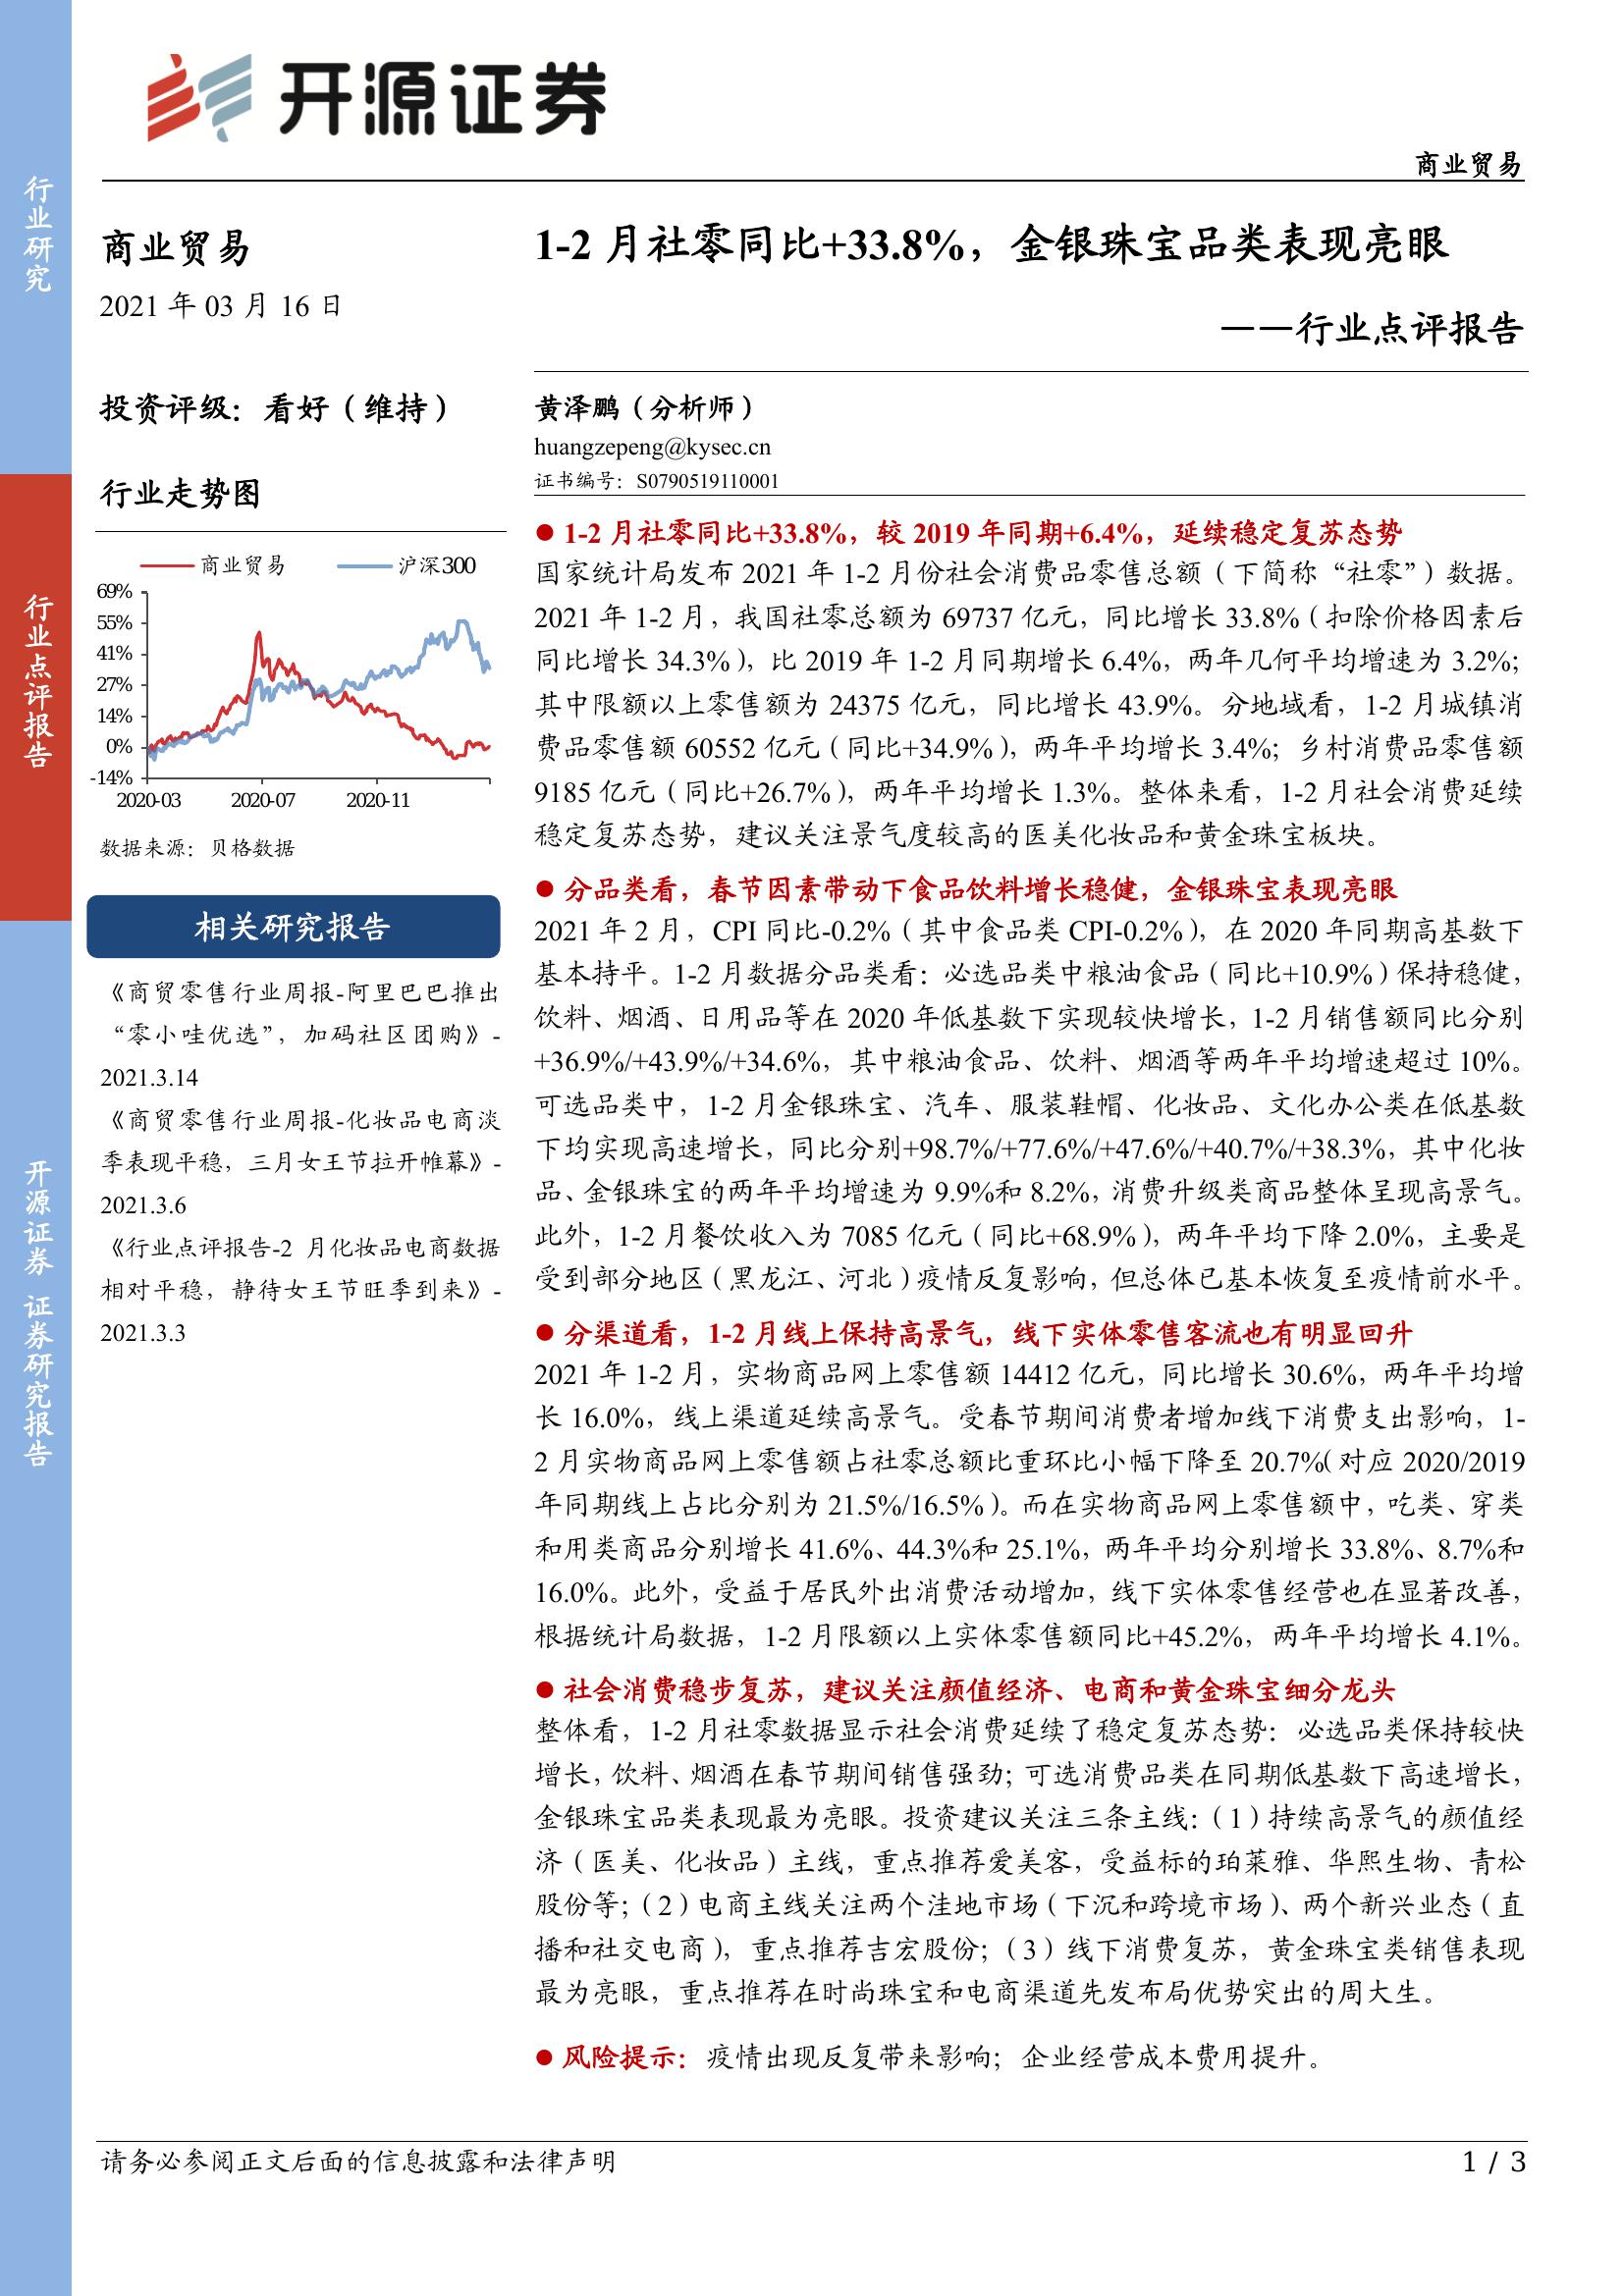 开源证券
商业贸易
行业研究
行业点评报告
开源证券 证券研究报告
商业贸易
2021 年 03 月 16 日
投资评级：看好（维持）
行业走势图
商业贸易 沪深300
69%
55%
41%
27%
14%
0%
-14%
2020-03 2020-07 2020-11
数据来源：贝格数据
相关研究报告
《商贸零售行业周报-阿里巴巴推出
“零小哇优选”，加码社区团购》-
2021.3.14
《商贸零售行业周报-化妆品电商淡
季表现平稳，三月女王节拉开帷幕》-
2021.3.6
《行业点评报告-2 月化妆品电商数据
相对平稳，静待女王节旺季到来》-
2021.3.3
1-2 月社零同比+33.8%，金银珠宝品类表现亮眼
——行业点评报告
黄泽鹏（分析师）
huangzepeng@kysec.cn
证书编号：S0790519110001
● 1-2 月社零同比+33.8%，较 2019 年同期+6.4%，延续稳定复苏态势
国家统计局发布 2021 年 1-2 月份社会消费品零售总额（下简称“社零”）数据。
2021 年 1-2 月，我国社零总额为 69737 亿元，同比增长 33.8%（扣除价格因素后
同比增长 34.3%），比 2019 年 1-2 月同期增长 6.4%，两年几何平均增速为 3.2%；
其中限额以上零售额为 24375 亿元，同比增长 43.9%。分地域看，1-2 月城镇消
费品零售额 60552 亿元（同比+34.9%），两年平均增长 3.4%；乡村消费品零售额
9185 亿元（同比+26.7%），两年平均增长 1.3%。整体来看，1-2 月社会消费延续
稳定复苏态势，建议关注景气度较高的医美化妆品和黄金珠宝板块。
● 分品类看，春节因素带动下食品饮料增长稳健，金银珠宝表现亮眼
2021 年 2 月，CPI 同比-0.2%（其中食品类 CPI-0.2%），在 2020 年同期高基数下
基本持平。1-2 月数据分品类看：必选品类中粮油食品（同比+10.9%）保持稳健，
饮料、烟酒、日用品等在 2020 年低基数下实现较快增长，1-2 月销售额同比分别
+36.9%/+43.9%/+34.6%，其中粮油食品、饮料、烟酒等两年平均增速超过 10%。
可选品类中，1-2 月金银珠宝、汽车、服装鞋帽、化妆品、文化办公类在低基数
下均实现高速增长，同比分别+98.7%/+77.6%/+47.6%/+40.7%/+38.3%，其中化妆
品、金银珠宝的两年平均增速为 9.9%和 8.2%，消费升级类商品整体呈现高景气。
此外，1-2 月餐饮收入为 7085 亿元（同比+68.9%），两年平均下降 2.0%，主要是
受到部分地区（黑龙江、河北）疫情反复影响，但总体已基本恢复至疫情前水平。
● 分渠道看，1-2 月线上保持高景气，线下实体零售客流也有明显回升
2021 年 1-2 月，实物商品网上零售额 14412 亿元，同比增长 30.6%，两年平均增
长 16.0%，线上渠道延续高景气。受春节期间消费者增加线下消费支出影响，1-
2 月实物商品网上零售额占社零总额比重环比小幅下降至 20.7%（对应 2020/2019
年同期线上占比分别为 21.5%/16.5%）。而在实物商品网上零售额中，吃类、穿类
和用类商品分别增长 41.6%、44.3%和 25.1%，两年平均分别增长 33.8%、8.7%和
16.0%。此外，受益于居民外出消费活动增加，线下实体零售经营也在显著改善，
根据统计局数据，1-2 月限额以上实体零售额同比+45.2%，两年平均增长 4.1%。
● 社会消费稳步复苏，建议关注颜值经济、电商和黄金珠宝细分龙头
整体看，1-2 月社零数据显示社会消费延续了稳定复苏态势：必选品类保持较快
增长，饮料、烟酒在春节期间销售强劲；可选消费品类在同期低基数下高速增长，
金银珠宝品类表现最为亮眼。投资建议关注三条主线：（1）持续高景气的颜值经
济（医美、化妆品）主线，重点推荐爱美客，受益标的珀莱雅、华熙生物、青松
股份等；（2）电商主线关注两个洼地市场（下沉和跨境市场）、两个新兴业态（直
播和社交电商），重点推荐吉宏股份；（3）线下消费复苏，黄金珠宝类销售表现
最为亮眼，重点推荐在时尚珠宝和电商渠道先发布局优势突出的周大生。
● 风险提示：疫情出现反复带来影响；企业经营成本费用提升。
请务必参阅正文后面的信息披露和法律声明
1 / 3